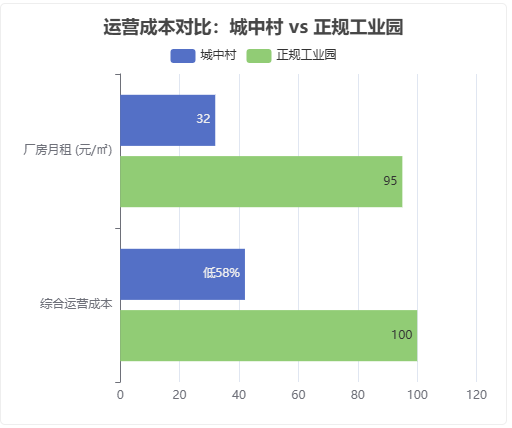 运营成本对比：城中村 vs 正规工业园
城中村 正规工业园
厂房月租 (元/㎡)
32
95
综合运营成本
低58%
100
0 20 40 60 80 100 120